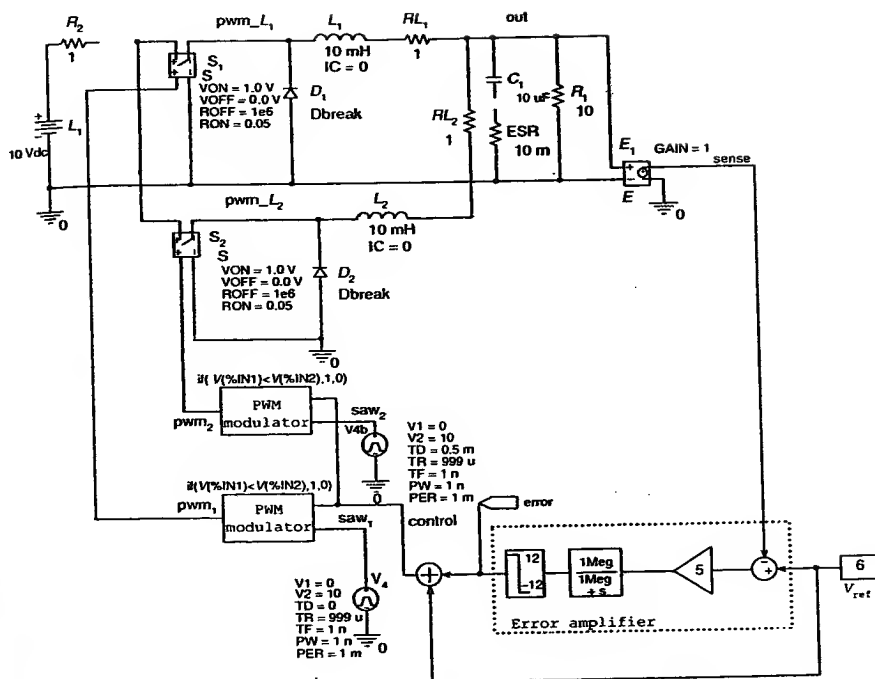 R2
1
L1
10 Vdc
0
pwm_L1
S1
S
VON = 1.0 V
VOFF = 0.0 V
ROFF = 1e6
RON = 0.05
D1
Dbreak
L1
10 mH
IC = 0
RL1
1
out
C1
10 uF
RL2
1
ESR
10 m
R1
10
E1
GAIN = 1
sense
E
0
pwm_L2
S2
S
VON = 1.0 V
VOFF = 0.0 V
ROFF = 1e6
RON = 0.05
L2
10 mH
IC = 0
D2
Dbreak
0
if( V(%IN1)<V(%IN2),1,0)
PWM
modulator
pwm2
saw2
V4b
V1 = 0
V2 = 10
TD = 0.5 m
TR = 999 u
TF = 1 n
PW = 1 n
PER = 1 m
0
if(V(%IN1)<V(%IN2),1,0)
PWM
modulator
pwm1
saw1
control
error
V1 = 0
V2 = 10
TD = 0
TR = 999 u
TF = 1 n
PW = 1 n
PER = 1 m
V4
0
+
12
-12
1Meg
1Meg
+ s
5
- +
6
Vref
Error amplifier